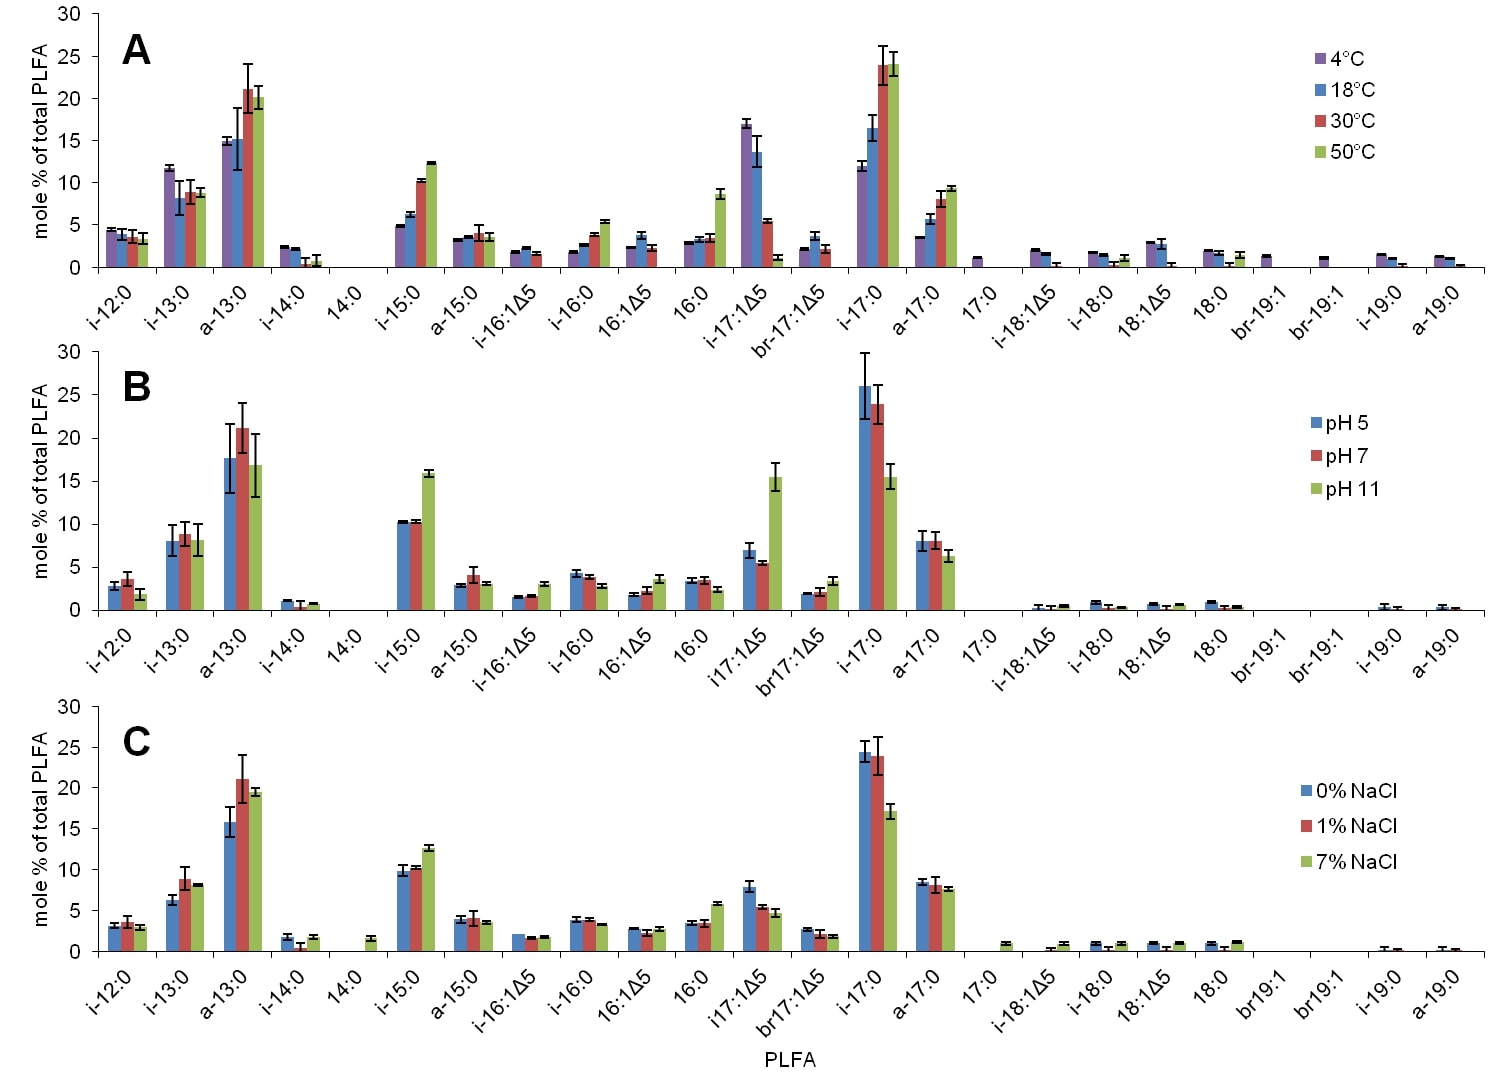 A
mole % of total PLFA
30
25
20
15
10
5
0
4°C
18°C
30°C
50°C
i-12:0
i-13:0
a-13:0
i-14:0
14:0
i-15:0
a-15:0
i-16:1Δ5
i-16:0
16:1Δ5
16:0
i-17:1Δ5
br-17:1Δ5
i-17:0
a-17:0
17:0
i-18:1Δ5
i-18:0
18:1Δ5
18:0
br-19:1
br-19:1
i-19:0
a-19:0
B
mole % of total PLFA
30
25
20
15
10
5
0
pH 5
pH 7
pH 11
i-12:0
i-13:0
a-13:0
i-14:0
14:0
i-15:0
a-15:0
i-16:1Δ5
i-16:0
16:1Δ5
16:0
i17:1Δ5
br17:1Δ5
i-17:0
a-17:0
17:0
i-18:1Δ5
i-18:0
18:1Δ5
18:0
br-19:1
br-19:1
i-19:0
a-19:0
C
mole % of total PLFA
30
25
20
15
10
5
0
0% NaCl
1% NaCl
7% NaCl
i-12:0
i-13:0
a-13:0
i-14:0
14:0
i-15:0
a-15:0
i-16:1Δ5
i-16:0
16:1Δ5
16:0
i17:1Δ5
br17:1Δ5
i-17:0
a-17:0
17:0
i-18:1Δ5
i-18:0
18:1Δ5
18:0
br19:1
br19:1
i-19:0
a-19:0
PLFA